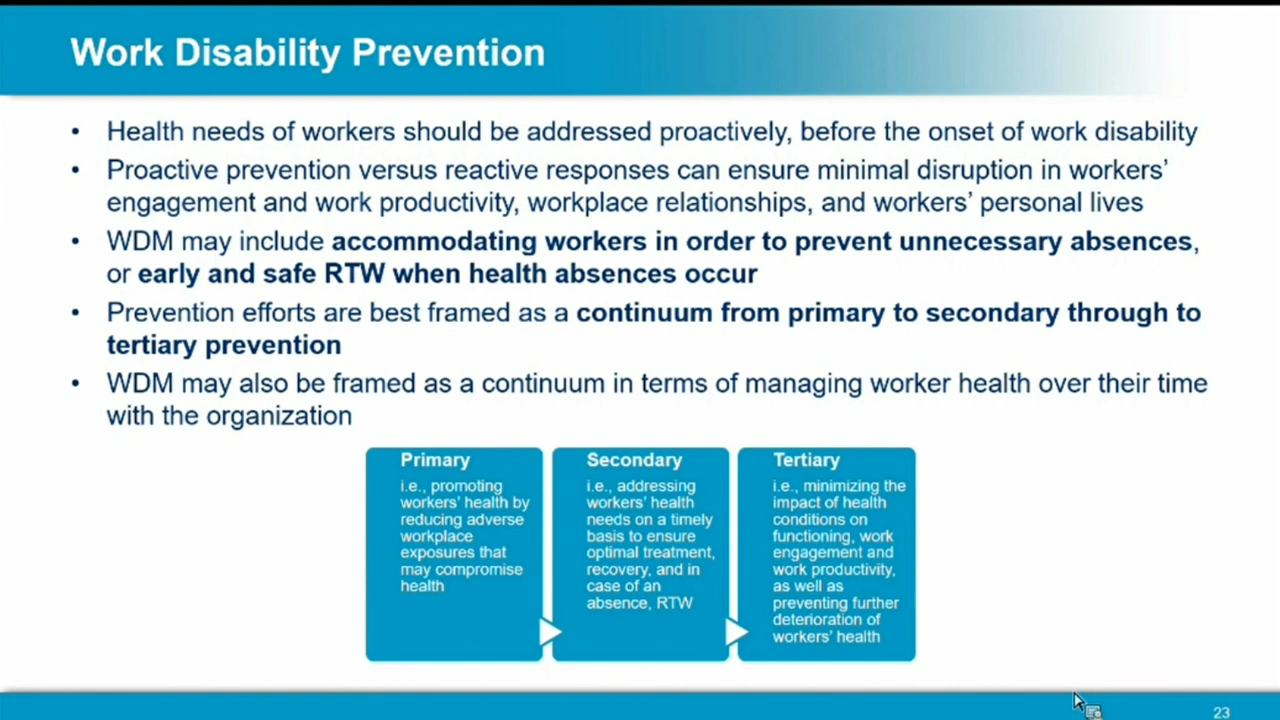 Work Disability Prevention
• Health needs of workers should be addressed proactively, before the onset of work disability
• Proactive prevention versus reactive responses can ensure minimal disruption in workers’
engagement and work productivity, workplace relationships, and workers’ personal lives
• WDM may include accommodating workers in order to prevent unnecessary absences,
or early and safe RTW when health absences occur
• Prevention efforts are best framed as a continuum from primary to secondary through to
tertiary prevention
• WDM may also be framed as a continuum in terms of managing worker health over their time
with the organization
Primary
i.e., promoting
workers’ health by
reducing adverse
workplace
exposures that
may compromise
health
Secondary
i.e., addressing
workers’ health
needs on a timely
basis to ensure
optimal treatment,
recovery, and in
case of an
absence, RTW
Tertiary
i.e., minimizing the
impact of health
conditions on
functioning, work
engagement and
work productivity,
as well as
preventing further
deterioration of
workers’ health
23